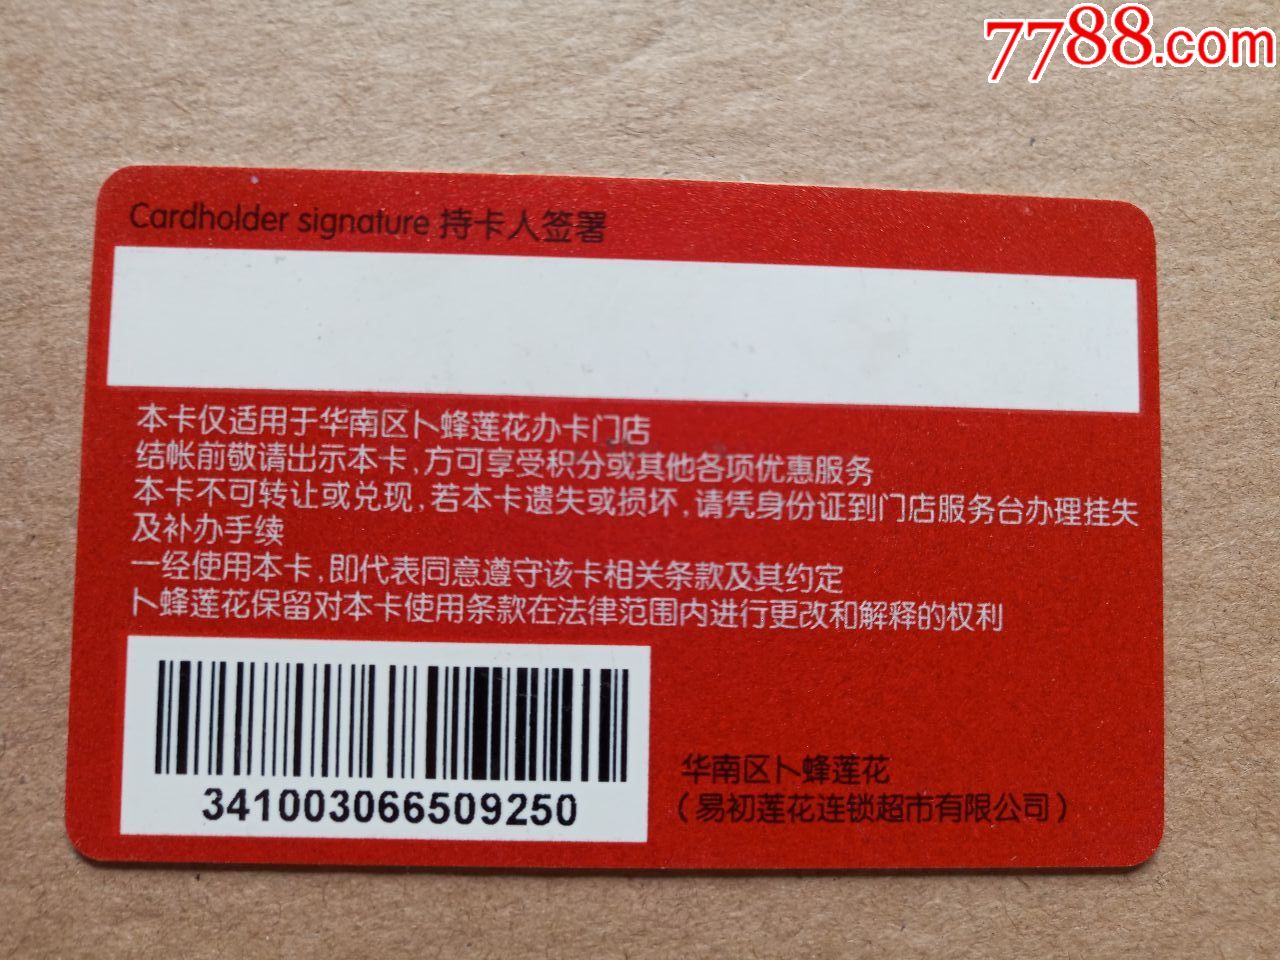 7788.com
Cardholder signature 持卡人签署
本卡仅适用于华南区卜蜂莲花办卡门店
结帐前敬请出示本卡,方可享受积分或其他各项优惠服务
本卡不可转让或兑现,若本卡遗失或损坏,请凭身份证到门店服务台办理挂失
及补办手续
一经使用本卡,即代表同意遵守该卡相关条款及其约定
卜蜂莲花保留对本卡使用条款在法律范围内进行更改和解释的权利
341003066509250
华南区卜蜂莲花
（易初莲花连锁超市有限公司）